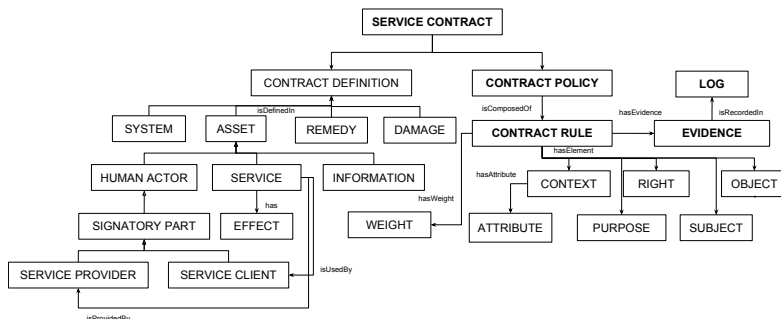 SERVICE CONTRACT
CONTRACT DEFINITION
CONTRACT POLICY
LOG
isDefinedIn
isComposedOf
hasEvidence
isRecordedIn
SYSTEM
ASSET
REMEDY
DAMAGE
CONTRACT RULE
EVIDENCE
hasElement
HUMAN ACTOR
SERVICE
INFORMATION
hasAttribute
CONTEXT
RIGHT
OBJECT
has
hasWeight
SIGNATORY PART
EFFECT
WEIGHT
ATTRIBUTE
PURPOSE
SUBJECT
SERVICE PROVIDER
SERVICE CLIENT
isUsedBy
isProvidedBy